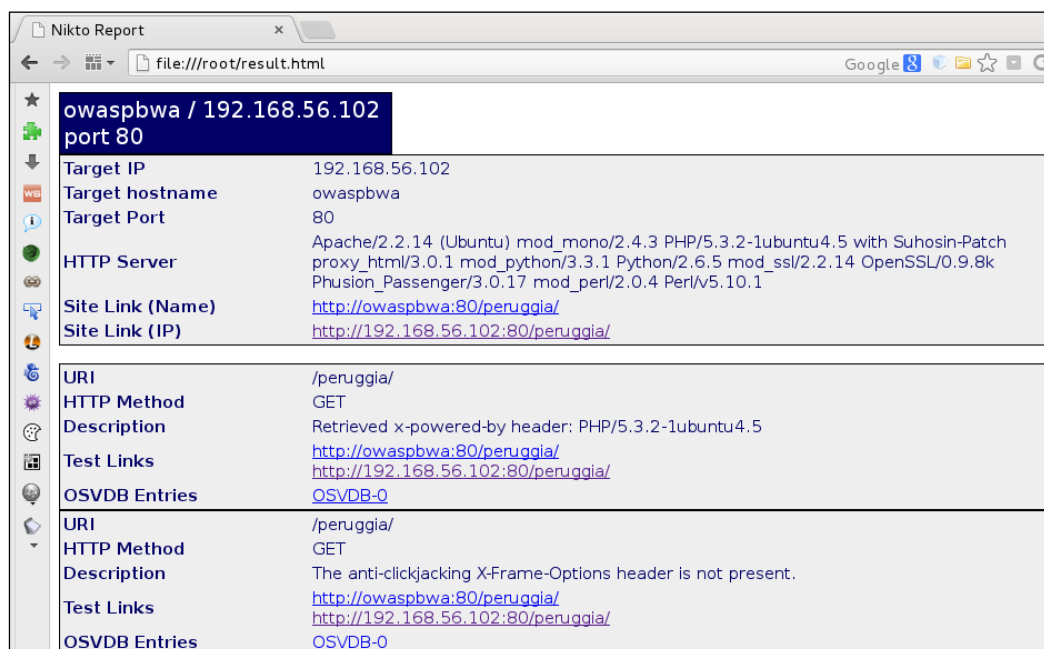 Nikto Report
file:///root/result.html
Google 8
owaspbwa / 192.168.56.102
port 80
Target IP 192.168.56.102
Target hostname owaspbwa
Target Port 80
HTTP Server Apache/2.2.14 (Ubuntu) mod_mono/2.4.3 PHP/5.3.2-1ubuntu4.5 with Suhosin-Patch
proxy_html/3.0.1 mod_python/3.3.1 Python/2.6.5 mod_ssl/2.2.14 OpenSSL/0.9.8k
Phusion_Passenger/3.0.17 mod_perl/2.0.4 Perl/v5.10.1
Site Link (Name) http://owaspbwa:80/peruggia/
Site Link (IP) http://192.168.56.102:80/peruggia/
URI /peruggia/
HTTP Method GET
Description Retrieved x-powered-by header: PHP/5.3.2-1ubuntu4.5
Test Links http://owaspbwa:80/peruggia/
http://192.168.56.102:80/peruggia/
OSVDB Entries OSVDB-0
URI /peruggia/
HTTP Method GET
Description The anti-clickjacking X-Frame-Options header is not present.
Test Links http://owaspbwa:80/peruggia/
http://192.168.56.102:80/peruggia/
OSVDB Entries OSVDB-0